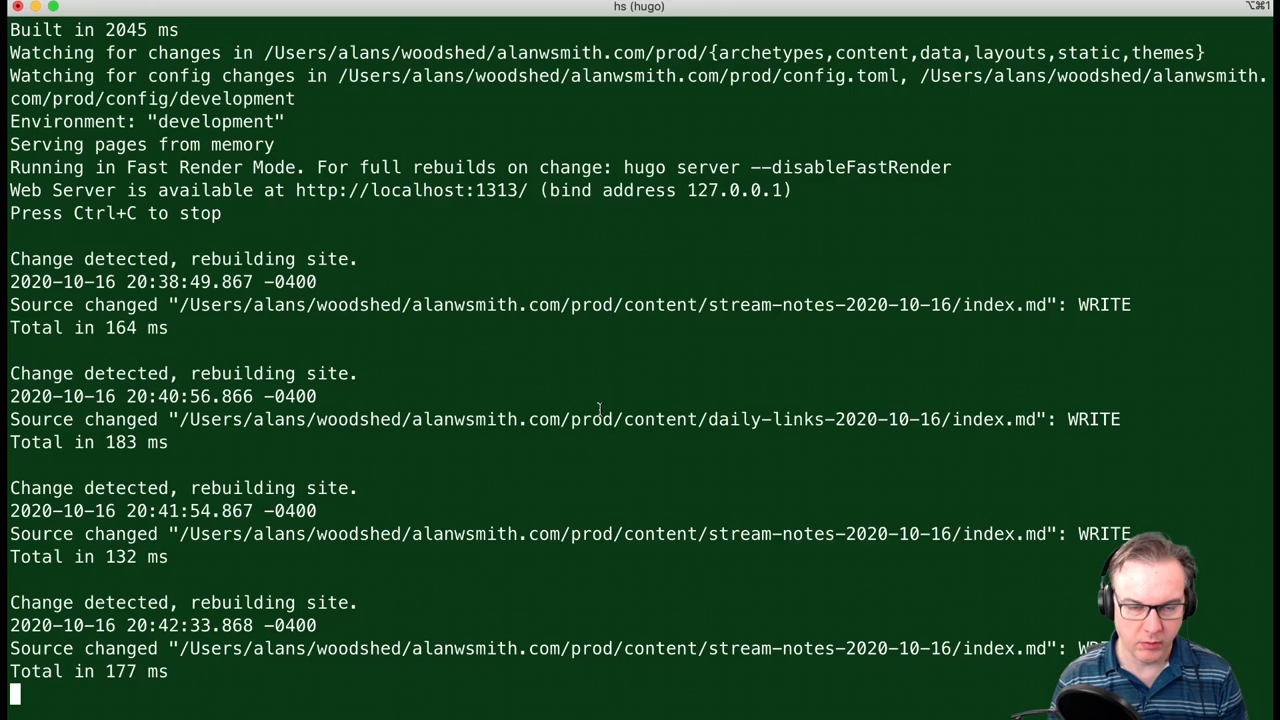 hs (hugo)
⌥⌘1
Built in 2045 ms
Watching for changes in /Users/alans/woodshed/alanwsmith.com/prod/{archetypes,content,data,layouts,static,themes}
Watching for config changes in /Users/alans/woodshed/alanwsmith.com/prod/config.toml, /Users/alans/woodshed/alanwsmith.
com/prod/config/development
Environment: "development"
Serving pages from memory
Running in Fast Render Mode. For full rebuilds on change: hugo server --disableFastRender
Web Server is available at http://localhost:1313/ (bind address 127.0.0.1)
Press Ctrl+C to stop
Change detected, rebuilding site.
2020-10-16 20:38:49.867 -0400
Source changed "/Users/alans/woodshed/alanwsmith.com/prod/content/stream-notes-2020-10-16/index.md": WRITE
Total in 164 ms
Change detected, rebuilding site.
2020-10-16 20:40:56.866 -0400
Source changed "/Users/alans/woodshed/alanwsmith.com/prod/content/daily-links-2020-10-16/index.md": WRITE
Total in 183 ms
Change detected, rebuilding site.
2020-10-16 20:41:54.867 -0400
Source changed "/Users/alans/woodshed/alanwsmith.com/prod/content/stream-notes-2020-10-16/index.md": WRITE
Total in 132 ms
Change detected, rebuilding site.
2020-10-16 20:42:33.868 -0400
Source changed "/Users/alans/woodshed/alanwsmith.com/prod/content/stream-notes-2020-10-16/index.md":
Total in 177 ms